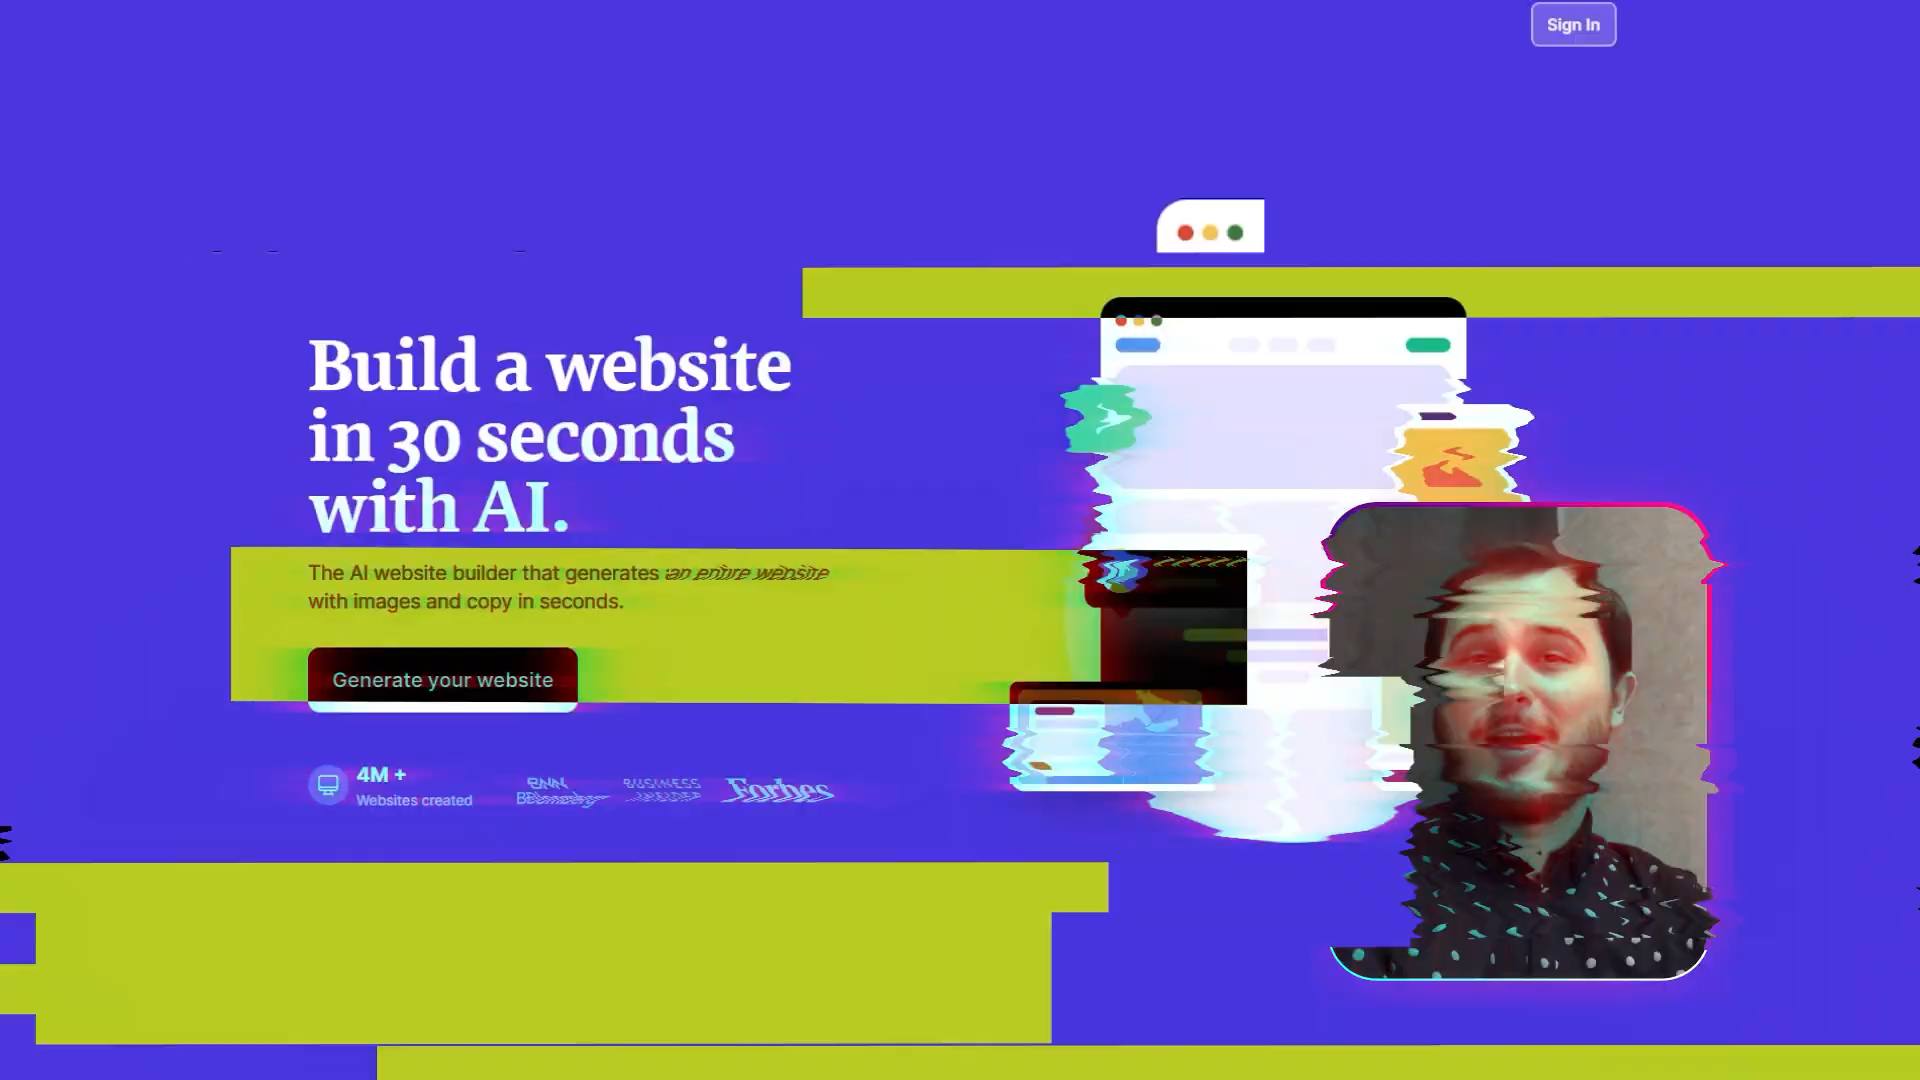 Sign In
Build a website
in 30 seconds
with AI.
The AI website builder that generates an entire website
with images and copy in seconds.
Generate your website
4M +
Websites created
BUSINESS
Forbes